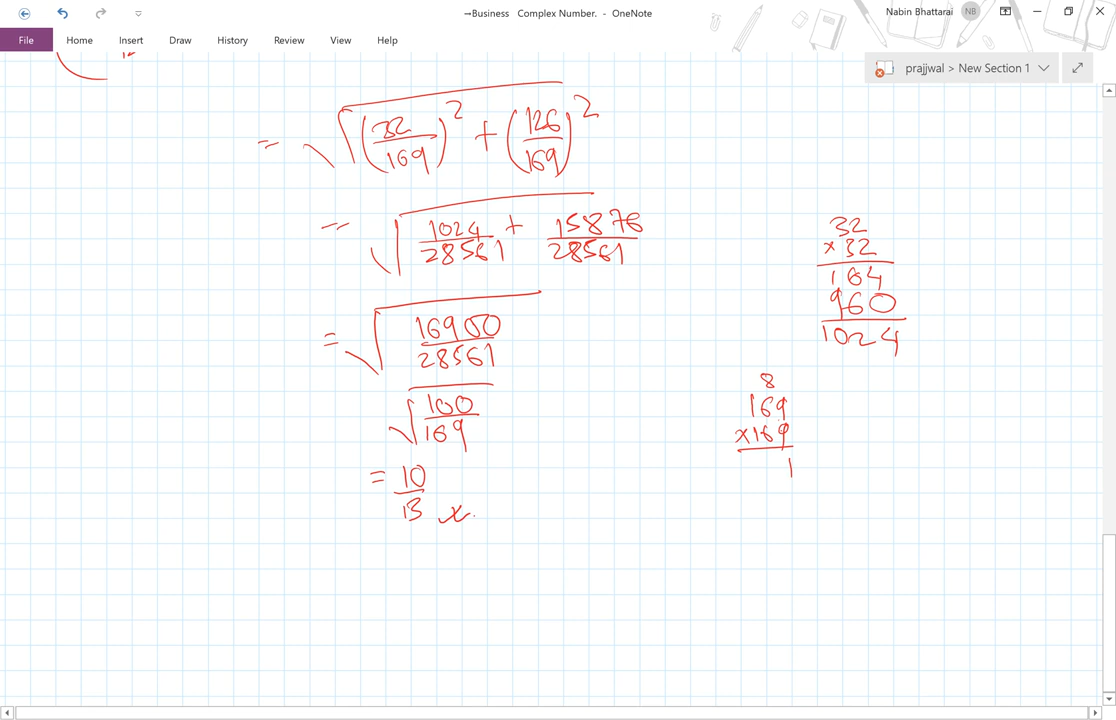 →Business Complex Number. - OneNote
Nabin Bhattarai NB
File Home Insert Draw History Review View Help
prajjwal > New Section 1
12
= √((32/169)² + (126/169)²)
= √(1024/28561 + 15876/28561)
= √(16900/28561)
√(100/169)
= 10/13
32
× 32
164
960
1024
8
169
×169
1